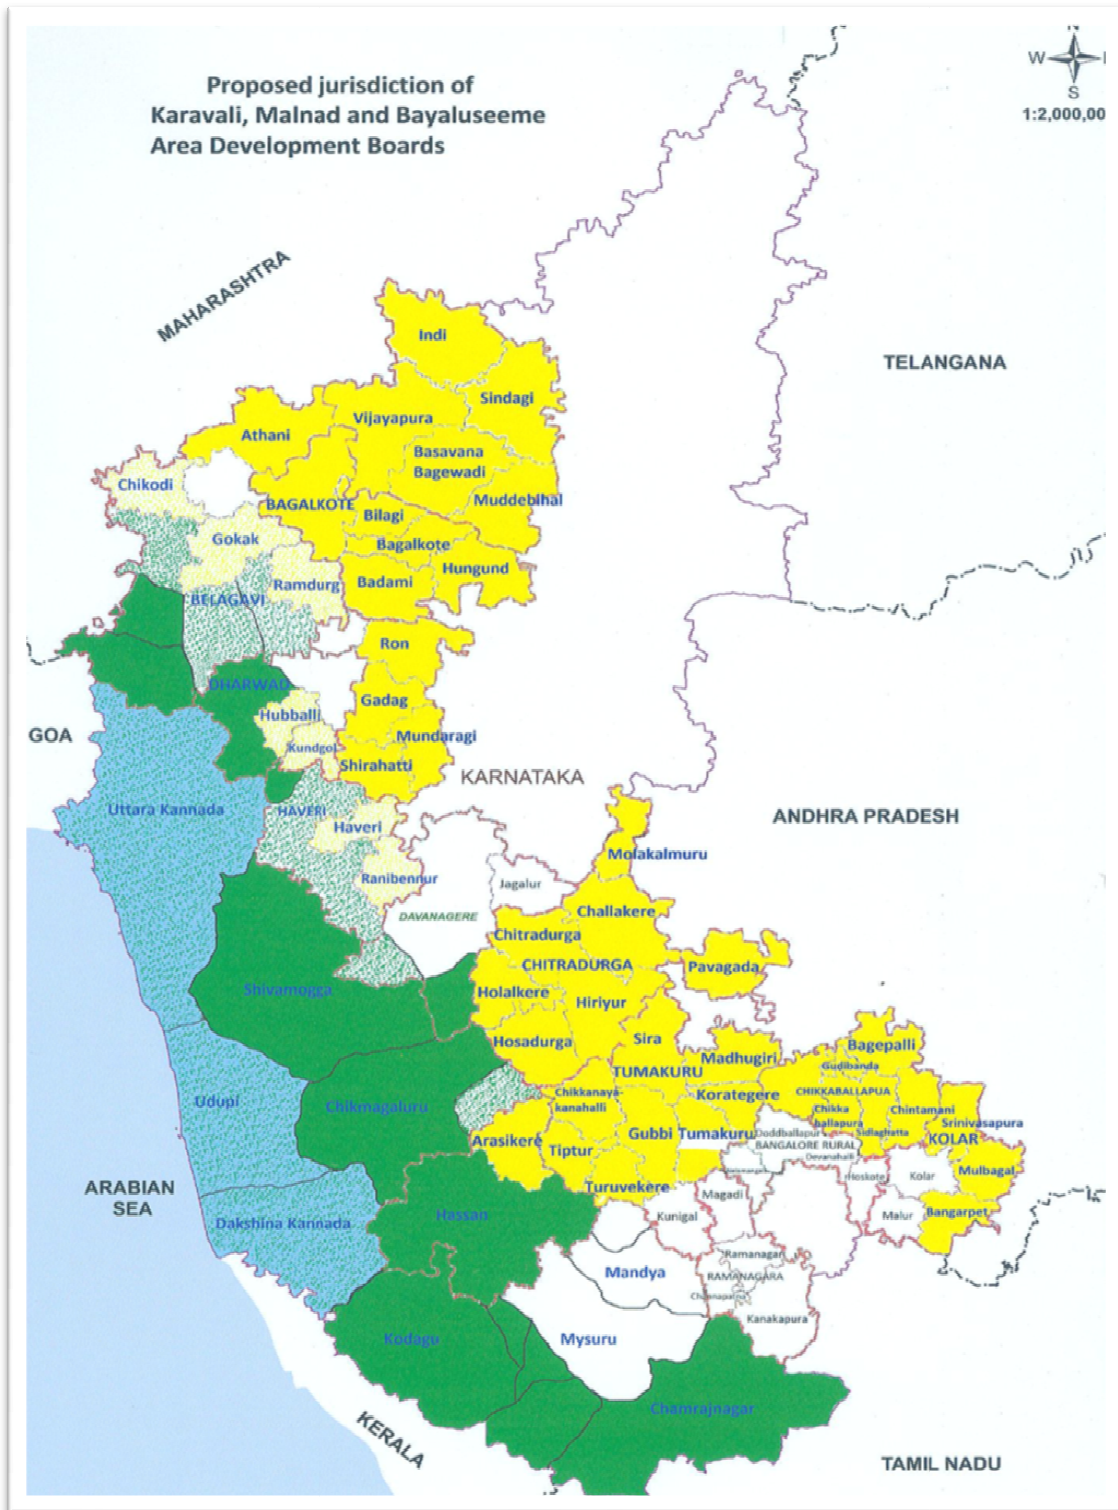 Proposed jurisdiction of
Karavali, Malnad and Bayaluseeme
Area Development Boards
N
W
S
1:2,000,00
MAHARASHTRA
TELANGANA
Indi
Sindagi
Vijayapura
Athani
Basavana
Bagewadi
Chikodi
Muddebihal
BAGALKOTE
Bilagi
Gokak
Bagalkote
Hungund
Badami
Ramdurg
BELAGAVI
Ron
DHARWAD
Gadag
Hubballi
GOA
Mundaragi
Kundgol
Shirahatti
KARNATAKA
Uttara Kannada
HAVERI
ANDHRA PRADESH
Haveri
Molakalmuru
Ranibennur
Jagalur
Challakere
DAVANAGERE
Chitradurga
CHITRADURGA
Pavagada
Shivamogga
Holalkere
Hiriyur
Hosadurga
Sira
Bagepalli
Madhugiri
Gudibanda
TUMAKURU
CHIKKABALLAPUA
Chikkanaya-
kanahalli
Korategere
Udupi
Chikmagaluru
Chikka
ballapura
Chintamani
Srinivasapura
Arasikere
Gubbi
Tumakuru
Doddballapur
Sidlaghatta
KOLAR
BANGALORE RURAL
Tiptur
Devanahalli
Mulbagal
Hoskote
Kolar
ARABIAN
SEA
Turuvekere
Magadi
Dakshina Kannada
Hassan
Kunigal
Malur
Bangarpet
Ramanagar
Mandya
RAMANAGARA
Channapatna
Kanakapura
Kodagu
Mysuru
Chamrajnagar
KERALA
TAMIL NADU